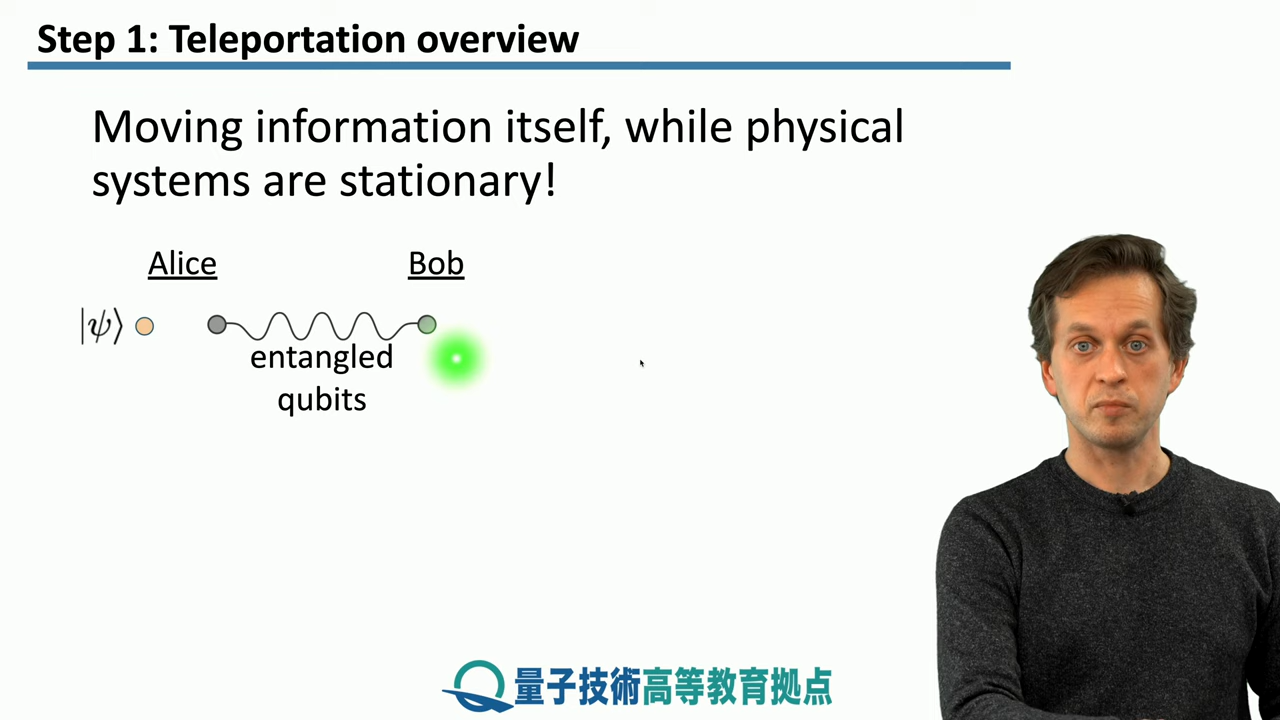 Step 1: Teleportation overview
Moving information itself, while physical
systems are stationary!
Alice
Bob
|ψ⟩
entangled
qubits
量子技術高等教育拠点